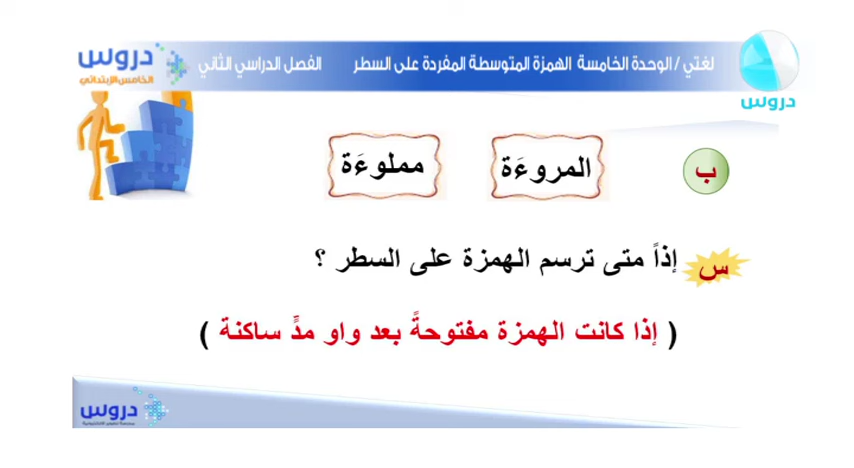 دروس
الخامس الابتدائي
لغتي / الوحدة الخامسة الهمزة المتوسطة المفردة على السطر الفصل الدراسي الثاني
دروس
ب
المروءَة
مملوءَة
س
إذاً متى ترسم الهمزة على السطر ؟
( إذا كانت الهمزة مفتوحةً بعد واو مدٍّ ساكنة )
دروس